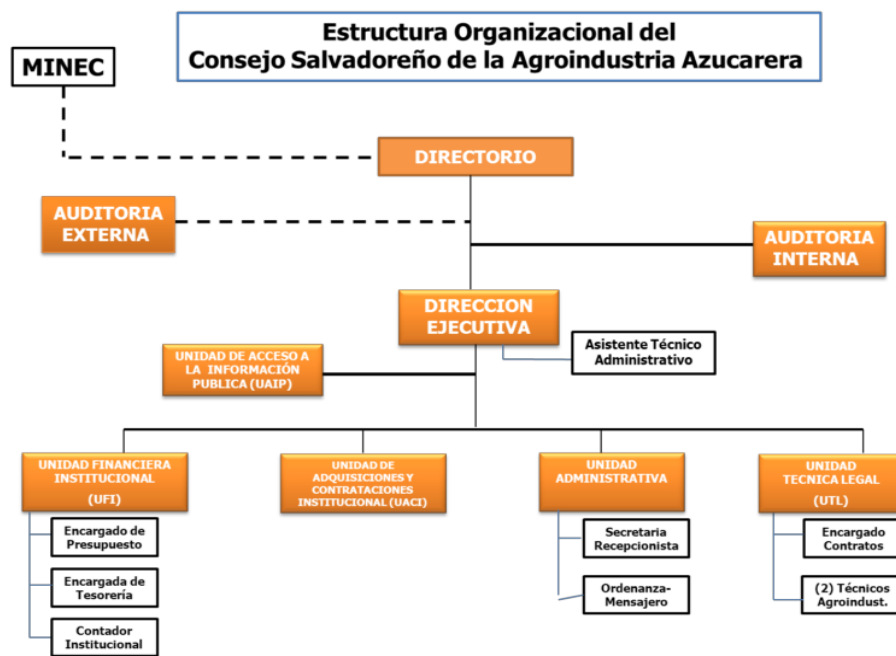 Estructura Organizacional del
Consejo Salvadoreño de la Agroindustria Azucarera
MINEC
DIRECTORIO
AUDITORIA
EXTERNA
AUDITORIA
INTERNA
DIRECCION
EJECUTIVA
Asistente Técnico
Administrativo
UNIDAD DE ACCESO A
LA INFORMACIÓN
PUBLICA (UAIP)
UNIDAD FINANCIERA
INSTITUCIONAL
(UFI)
Encargado de
Presupuesto
Encargada de
Tesorería
Contador
Institucional
UNIDAD DE
ADQUISICIONES Y
CONTRATACIONES
INSTITUCIONAL (UACI)
UNIDAD
ADMINISTRATIVA
Secretaria
Recepcionista
Ordenanza-
Mensajero
UNIDAD
TECNICA LEGAL
(UTL)
Encargado
Contratos
(2) Técnicos
Agroindust.